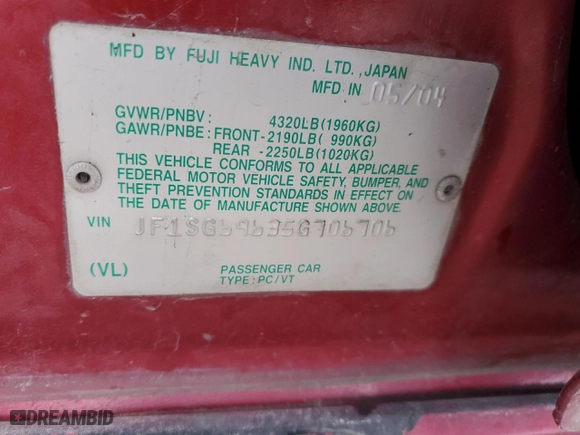 MFD BY FUJI HEAVY IND. LTD., JAPAN
MFD IN 05/04
GVWR/PNBV: 4320LB(1960KG)
GAWR/PNBE: FRONT-2190LB( 990KG)
REAR -2250LB(1020KG)
THIS VEHICLE CONFORMS TO ALL APPLICABLE
FEDERAL MOTOR VEHICLE SAFETY, BUMPER, AND
THEFT PREVENTION STANDARDS IN EFFECT ON
THE DATE OF MANUFACTURE SHOWN ABOVE.
VIN JF1SG69635G706706
(VL) PASSENGER CAR
TYPE: PC/VT
DREAMBID